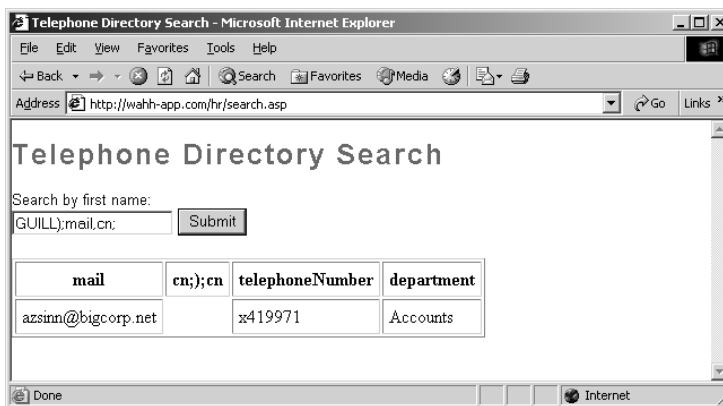 Telephone Directory Search - Microsoft Internet Explorer
File Edit View Favorites Tools Help
Back Search Favorites Media
Address http://wahh-app.com/hr/search.asp Go Links
Telephone Directory Search
Search by first name:
GUILL);mail,cn; Submit
mail cn;);cn telephoneNumber department
azsinn@bigcorp.net x419971 Accounts
Done Internet